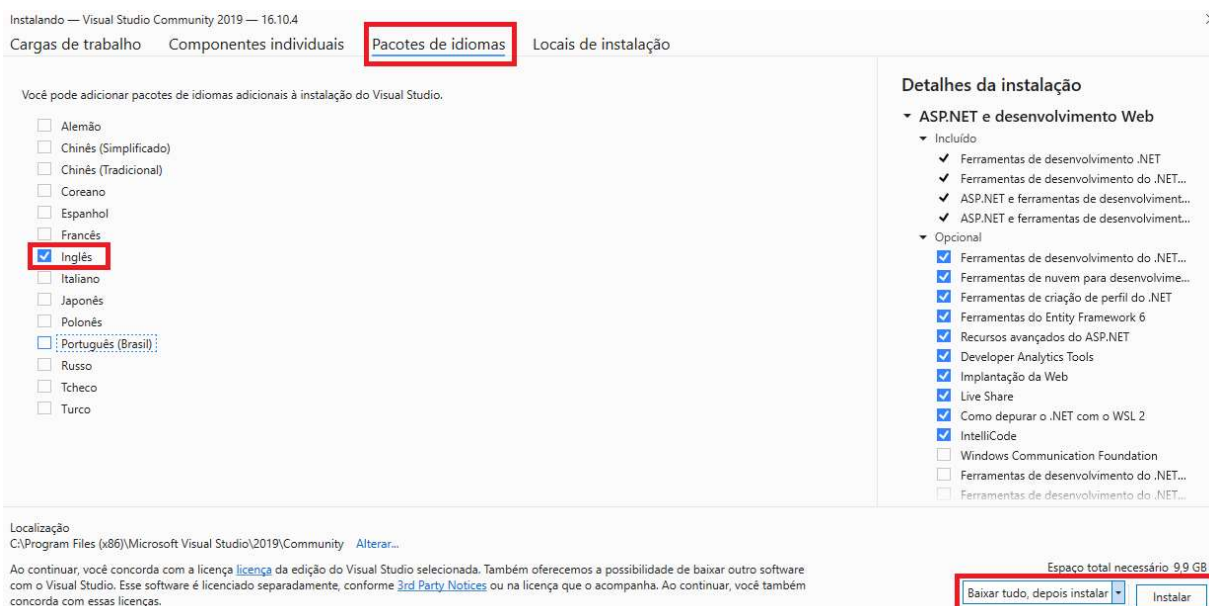 Instalando — Visual Studio Community 2019 — 16.10.4
Cargas de trabalho Componentes individuais Pacotes de idiomas Locais de instalação
Você pode adicionar pacotes de idiomas adicionais à instalação do Visual Studio.
Alemão
Chinês (Simplificado)
Chinês (Tradicional)
Coreano
Espanhol
Francês
Inglês
Italiano
Japonês
Polonês
Português (Brasil)
Russo
Tcheco
Turco
Detalhes da instalação
ASP.NET e desenvolvimento Web
Incluído
Ferramentas de desenvolvimento .NET
Ferramentas de desenvolvimento do .NET...
ASP.NET e ferramentas de desenvolviment...
ASP.NET e ferramentas de desenvolviment...
Opcional
Ferramentas de desenvolvimento do .NET...
Ferramentas de nuvem para desenvolvime...
Ferramentas de criação de perfil do .NET
Ferramentas do Entity Framework 6
Recursos avançados do ASP.NET
Developer Analytics Tools
Implantação da Web
Live Share
Como depurar o .NET com o WSL 2
IntelliCode
Windows Communication Foundation
Ferramentas de desenvolvimento do .NET...
Ferramentas de desenvolvimento do .NET...
Localização
C:\Program Files (x86)\Microsoft Visual Studio\2019\Community Alterar...
Ao continuar, você concorda com a licença licença da edição do Visual Studio selecionada. Também oferecemos a possibilidade de baixar outro software
com o Visual Studio. Esse software é licenciado separadamente, conforme 3rd Party Notices ou na licença que o acompanha. Ao continuar, você também
concorda com essas licenças.
Espaço total necessário 9,9 GB
Baixar tudo, depois instalar Instalar